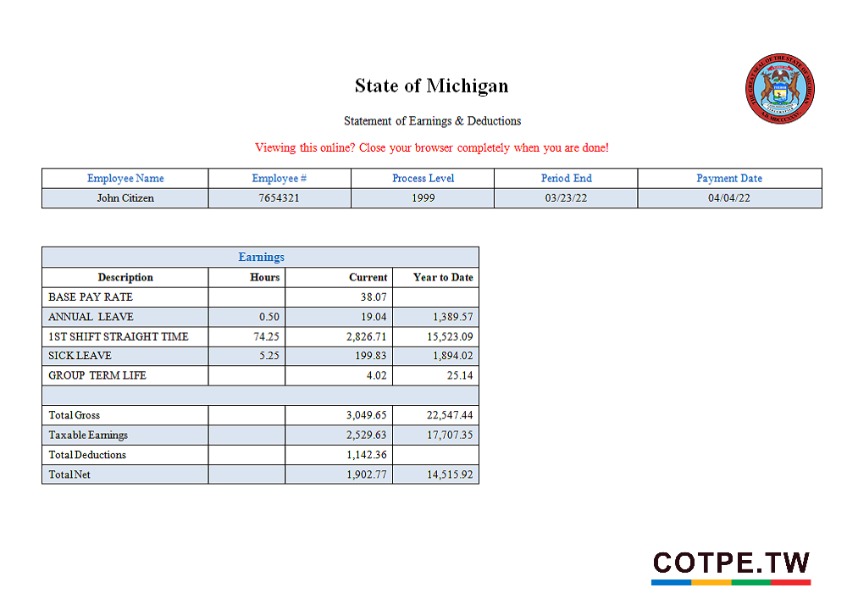 State of Michigan
Statement of Earnings & Deductions
Viewing this online? Close your browser completely when you are done!
Employee Name Employee # Process Level Period End Payment Date
John Citizen 7654321 1999 03/23/22 04/04/22
Earnings
Description Hours Current Year to Date
BASE PAY RATE 38.07
ANNUAL LEAVE 0.50 19.04 1,389.57
1ST SHIFT STRAIGHT TIME 74.25 2,826.71 15,523.09
SICK LEAVE 5.25 199.83 1,894.02
GROUP TERM LIFE 4.02 25.14
Total Gross 3,049.65 22,547.44
Taxable Earnings 2,529.63 17,707.35
Total Deductions 1,142.36
Total Net 1,902.77 14,515.92
COTPE.TW